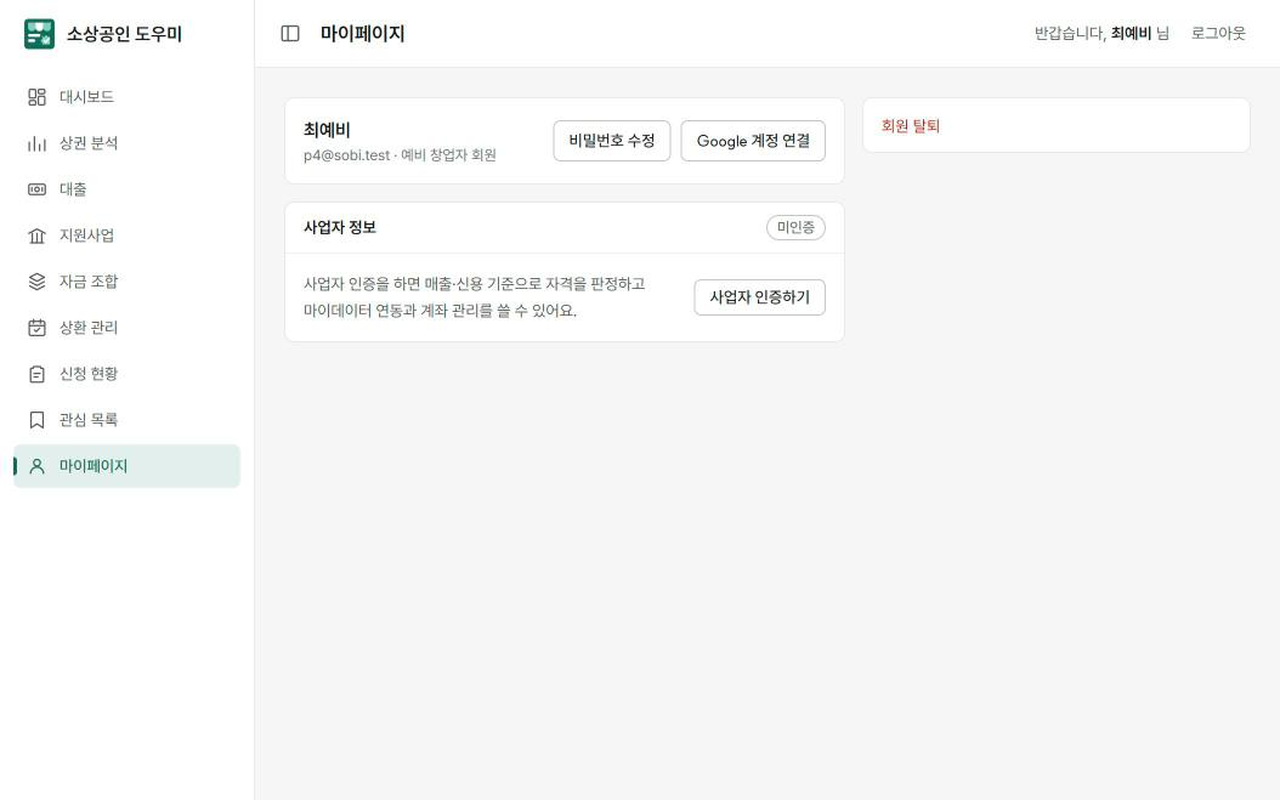 소상공인 도우미
대시보드
상권 분석
대출
지원사업
자금 조합
상환 관리
신청 현황
관심 목록
마이페이지
마이페이지
반갑습니다, 최예비 님
로그아웃
최예비
p4@sobi.test · 예비 창업자 회원
비밀번호 수정
Google 계정 연결
회원 탈퇴
사업자 정보
미인증
사업자 인증을 하면 매출·신용 기준으로 자격을 판정하고
마이데이터 연동과 계좌 관리를 쓸 수 있어요.
사업자 인증하기